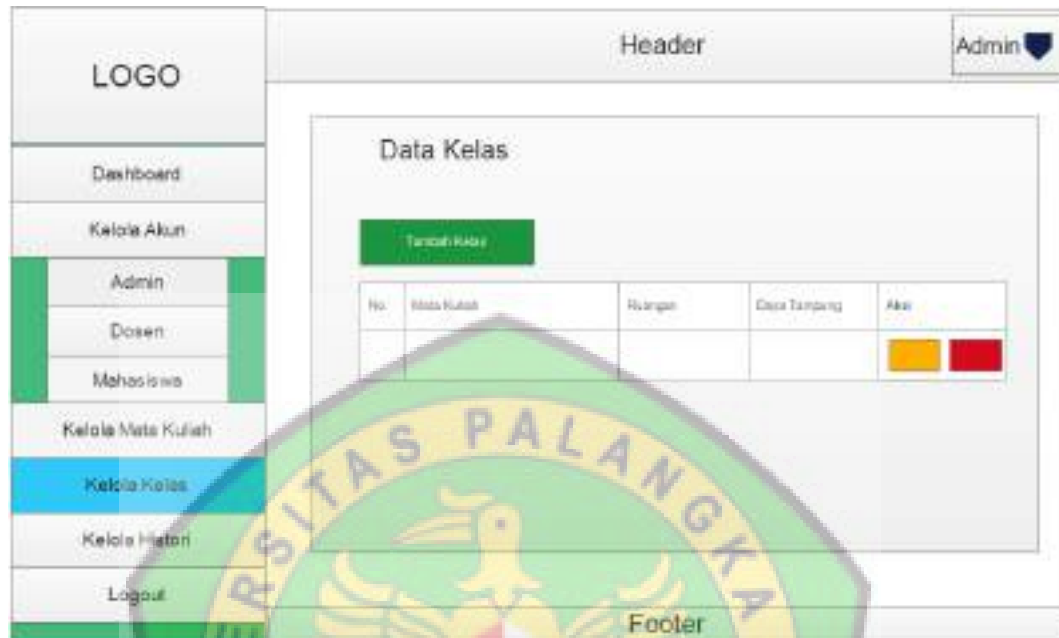 LOGO
Header
Admin
Dashboard
Kelola Akun
Admin
Dosen
Mahasiswa
Kelola Mata Kuliah
Kelola Kelas
Kelola Histori
Logout
Data Kelas
Tambah Kelas
No. Mata Kuliah Ruangan Daya Tampung Aksi
RSITAS PALANGKA
Footer